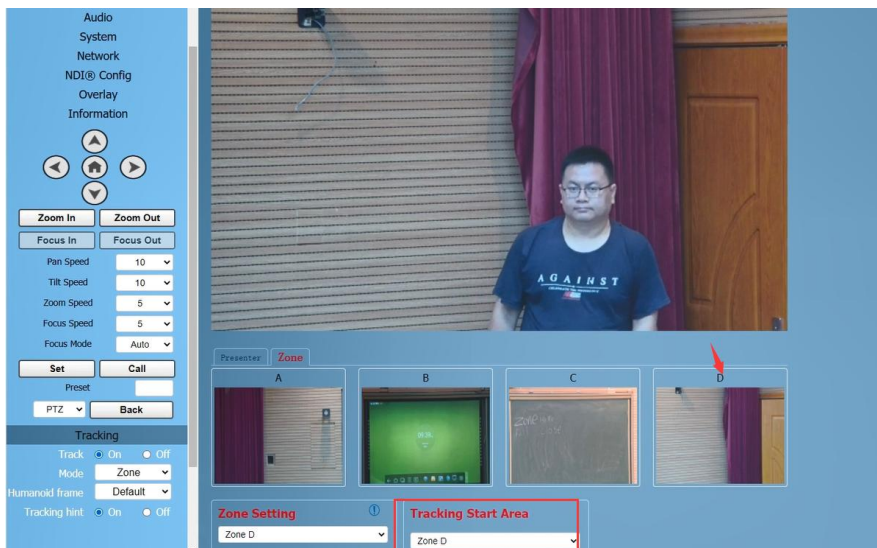 Audio
System
Network
NDI® Config
Overlay
Information
Zoom In Zoom Out
Focus In Focus Out
Pan Speed 10
Tilt Speed 10
Zoom Speed 5
Focus Speed 5
Focus Mode Auto
Set Call
Preset
PTZ Back
Tracking
Track On Off
Mode Zone
Humanoid frame Default
Tracking hint On Off
AGAINST
Presenter Zone
A B C D
Zone
Zone Setting
Zone D
Tracking Start Area
Zone D